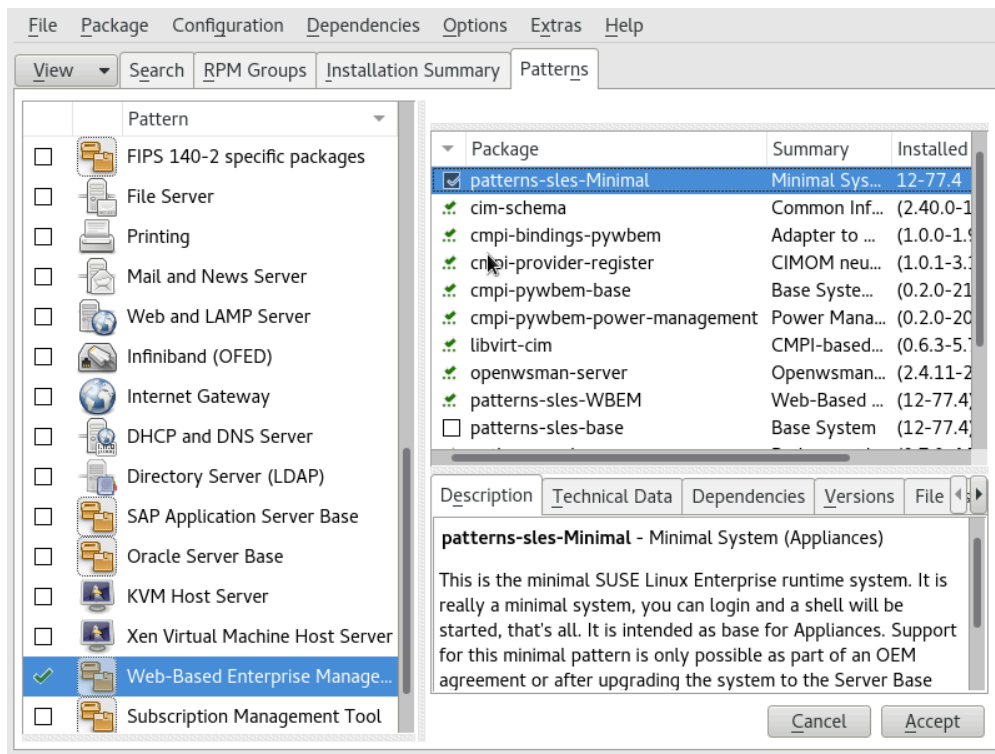 File Package Configuration Dependencies Options Extras Help
View Search RPM Groups Installation Summary Patterns
Pattern
FIPS 140-2 specific packages
File Server
Printing
Mail and News Server
Web and LAMP Server
Infiniband (OFED)
Internet Gateway
DHCP and DNS Server
Directory Server (LDAP)
SAP Application Server Base
Oracle Server Base
KVM Host Server
Xen Virtual Machine Host Server
Web-Based Enterprise Manage...
Subscription Management Tool
Package Summary Installed
patterns-sles-Minimal Minimal Sys... 12-77.4
cim-schema Common Inf... (2.40.0-1
cmpi-bindings-pywbem Adapter to ... (1.0.0-1.9
cmpi-provider-register CIMOM neu... (1.0.1-3.1
cmpi-pywbem-base Base Syste... (0.2.0-21
cmpi-pywbem-power-management Power Mana... (0.2.0-20
libvirt-cim CMPI-based... (0.6.3-5.
openwsman-server Openwsman... (2.4.11-2
patterns-sles-WBEM Web-Based ... (12-77.4)
patterns-sles-base Base System (12-77.4)
Description Technical Data Dependencies Versions File
patterns-sles-Minimal - Minimal System (Appliances)
This is the minimal SUSE Linux Enterprise runtime system. It is
really a minimal system, you can login and a shell will be
started, that's all. It is intended as base for Appliances. Support
for this minimal pattern is only possible as part of an OEM
agreement or after upgrading the system to the Server Base
Cancel Accept